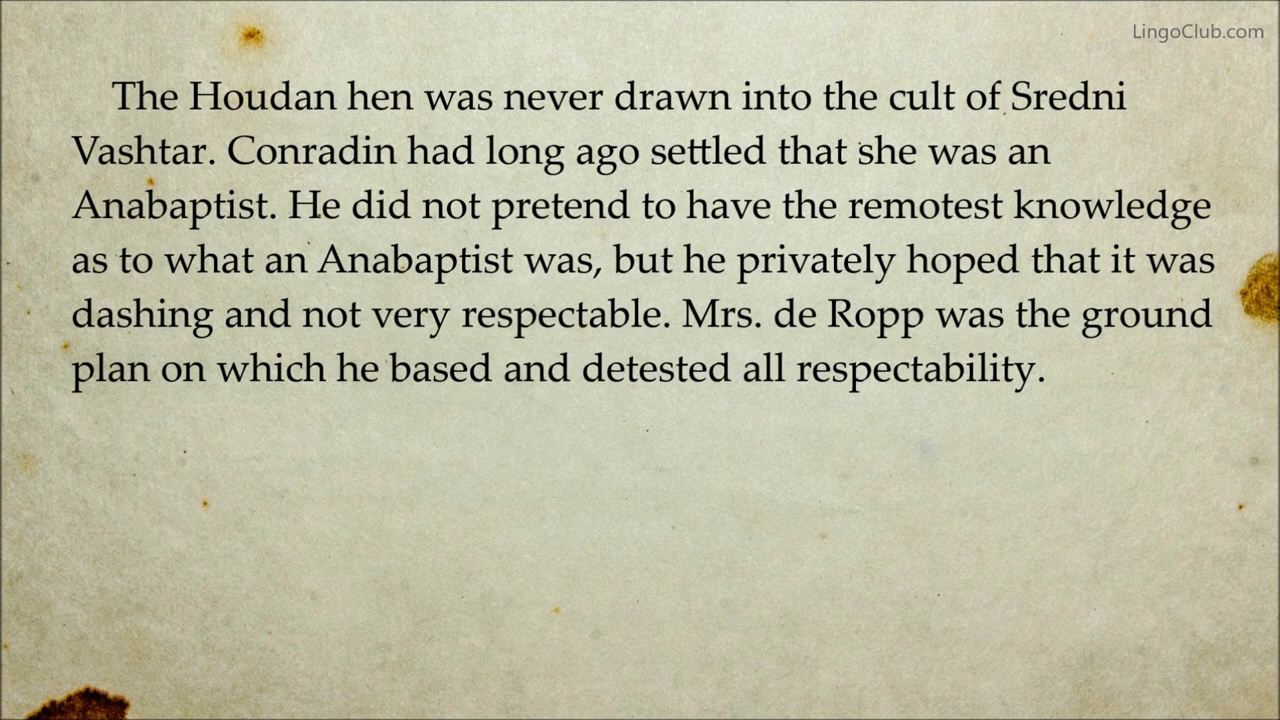 LingoClub.com
The Houdan hen was never drawn into the cult of Sredni
Vashtar. Conradin had long ago settled that she was an
Anabaptist. He did not pretend to have the remotest knowledge
as to what an Anabaptist was, but he privately hoped that it was
dashing and not very respectable. Mrs. de Ropp was the ground
plan on which he based and detested all respectability.